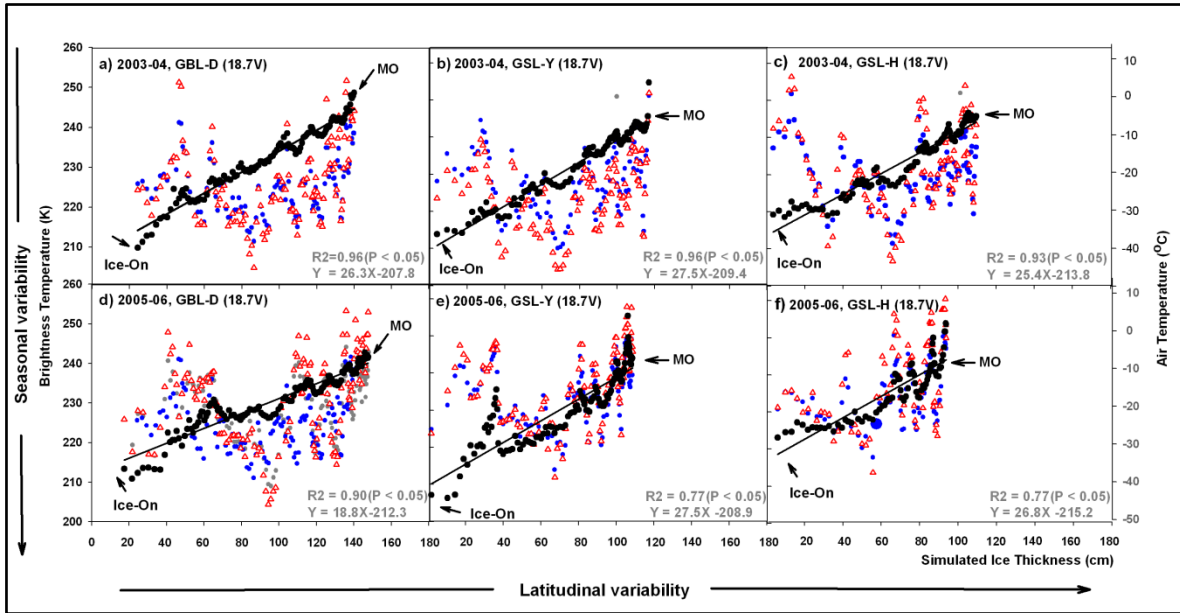 a) 2003-04, GBL-D (18.7V)
MO
Ice-On
R2=0.96(P < 0.05)
Y = 26.3X-207.8
b) 2003-04, GSL-Y (18.7V)
MO
Ice-On
R2 = 0.96(P < 0.05)
Y = 27.5X-209.4
c) 2003-04, GSL-H (18.7V)
MO
Ice-On
R2 = 0.93(P < 0.05)
Y = 25.4X-213.8
d) 2005-06, GBL-D (18.7V)
MO
Ice-On
R2 = 0.90(P < 0.05)
Y = 18.8X-212.3
e) 2005-06, GSL-Y (18.7V)
MO
Ice-On
R2 = 0.77(P < 0.05)
Y = 27.5X -208.9
f) 2005-06, GSL-H (18.7V)
MO
Ice-On
R2 = 0.77(P < 0.05)
Y = 26.8X -215.2
Seasonal variability
Brightness Temperature (K)
260
250
240
230
220
210
260
250
240
230
220
210
200
10
0
-10
-20
-30
-40
10
0
-10
-20
-30
-40
-50
Air Temperature (°C)
0 20 40 60 80 100 120 140 160 180 20 40 60 80 100 120 140 160 180 20 40 60 80 100 120 140 160 180
Simulated Ice Thickness (cm)
Latitudinal variability